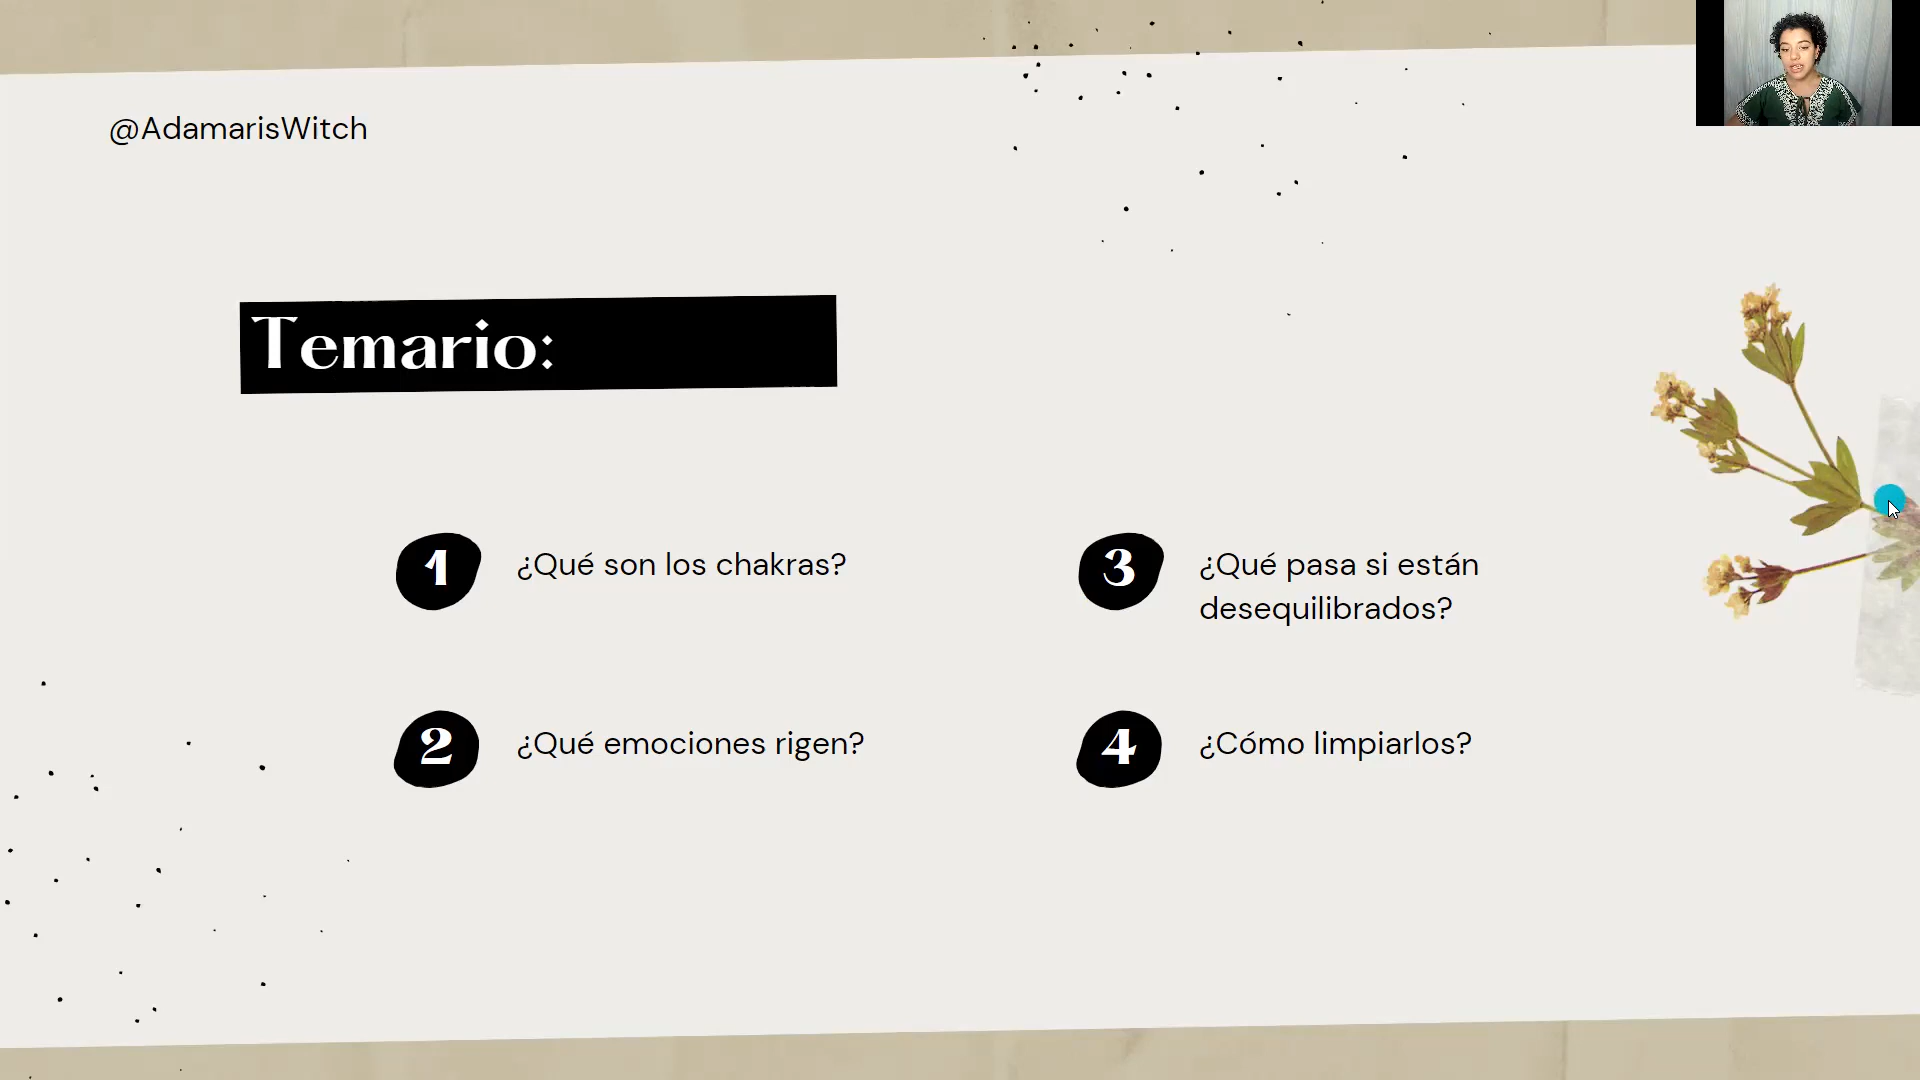 @AdamarisWitch
Temario:
1 ¿Qué son los chakras?
2 ¿Qué emociones rigen?
3 ¿Qué pasa si están
desequilibrados?
4 ¿Cómo limpiarlos?